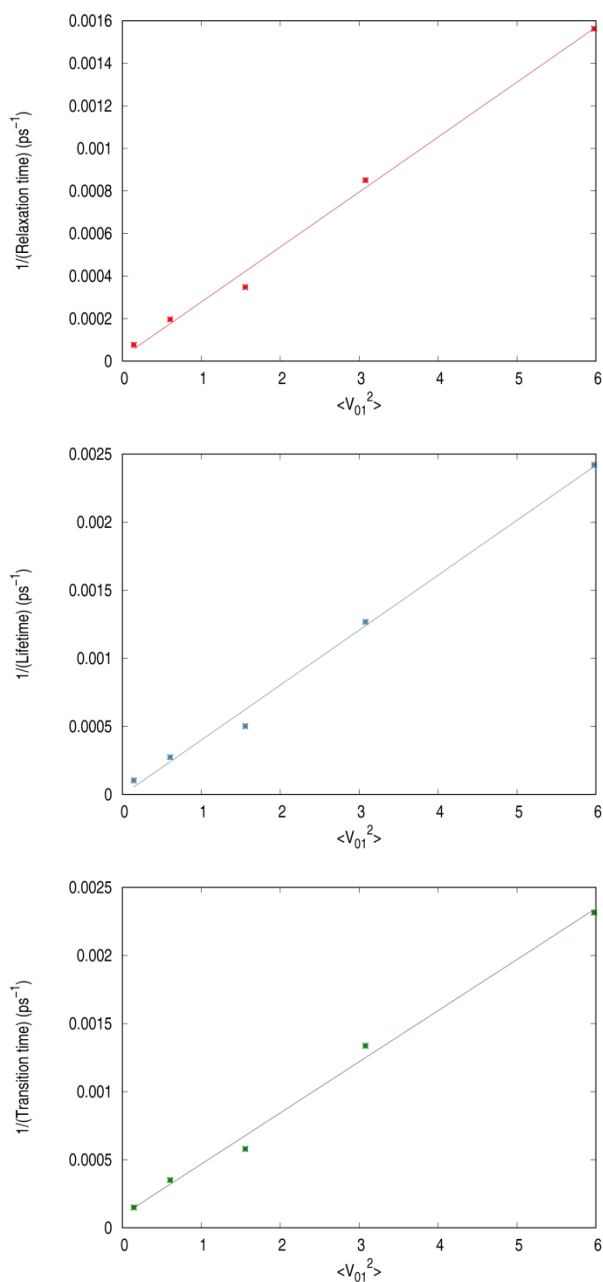 0.0016
0.0014
0.0012
0.001
0.0008
0.0006
0.0004
0.0002
0
1/(Relaxation time) (ps⁻¹)
0 1 2 3 4 5 6
<V₀₁²>
0.0025
0.002
0.0015
0.001
0.0005
0
1/(Lifetime) (ps⁻¹)
0 1 2 3 4 5 6
<V₀₁²>
0.0025
0.002
0.0015
0.001
0.0005
0
1/(Transition time) (ps⁻¹)
0 1 2 3 4 5 6
<V₀₁²>